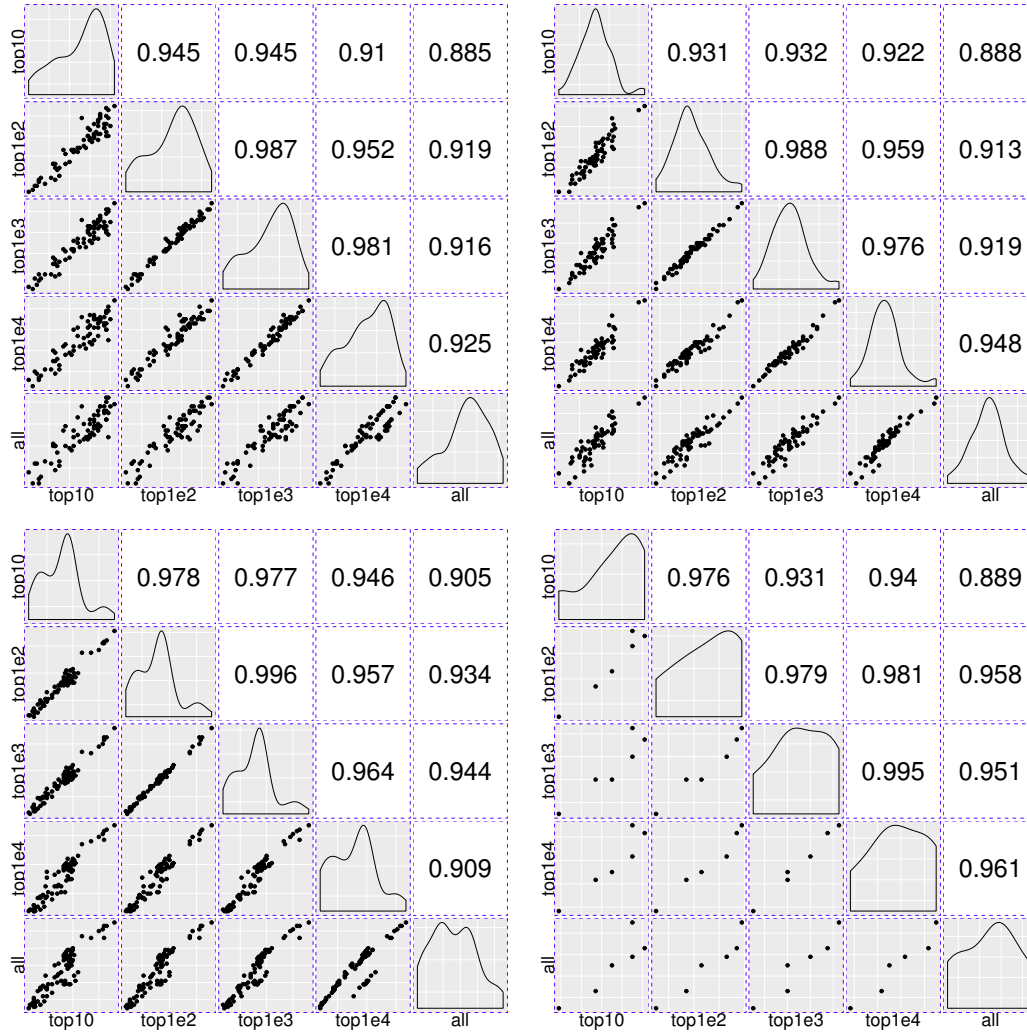 top10 0.945 0.945 0.91 0.885
top1e2 0.987 0.952 0.919
top1e3 0.981 0.916
top1e4 0.925
all
top10 top1e2 top1e3 top1e4 all
top10 0.931 0.932 0.922 0.888
top1e2 0.988 0.959 0.913
top1e3 0.976 0.919
top1e4 0.948
all
top10 top1e2 top1e3 top1e4 all
top10 0.978 0.977 0.946 0.905
top1e2 0.996 0.957 0.934
top1e3 0.964 0.944
top1e4 0.909
all
top10 top1e2 top1e3 top1e4 all
top10 0.976 0.931 0.94 0.889
top1e2 0.979 0.981 0.958
top1e3 0.995 0.951
top1e4 0.961
all
top10 top1e2 top1e3 top1e4 all